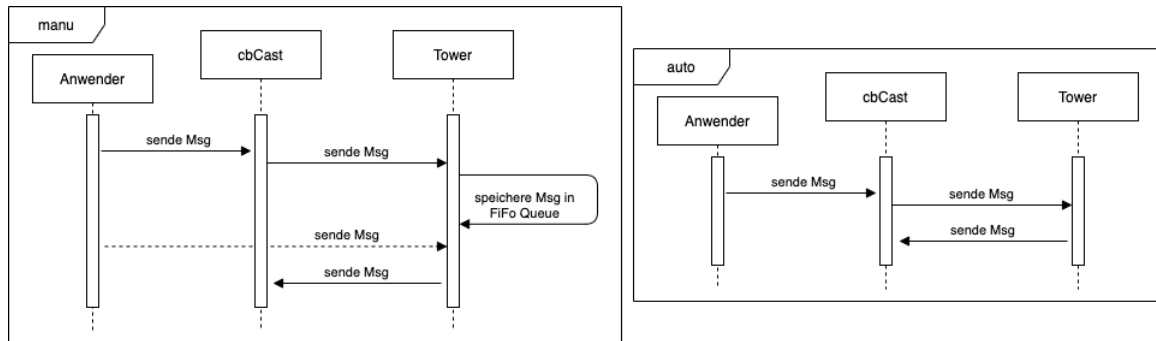 manu
Anwender
cbCast
Tower
sende Msg
sende Msg
speichere Msg in
FiFo Queue
sende Msg
sende Msg
auto
Anwender
cbCast
Tower
sende Msg
sende Msg
sende Msg